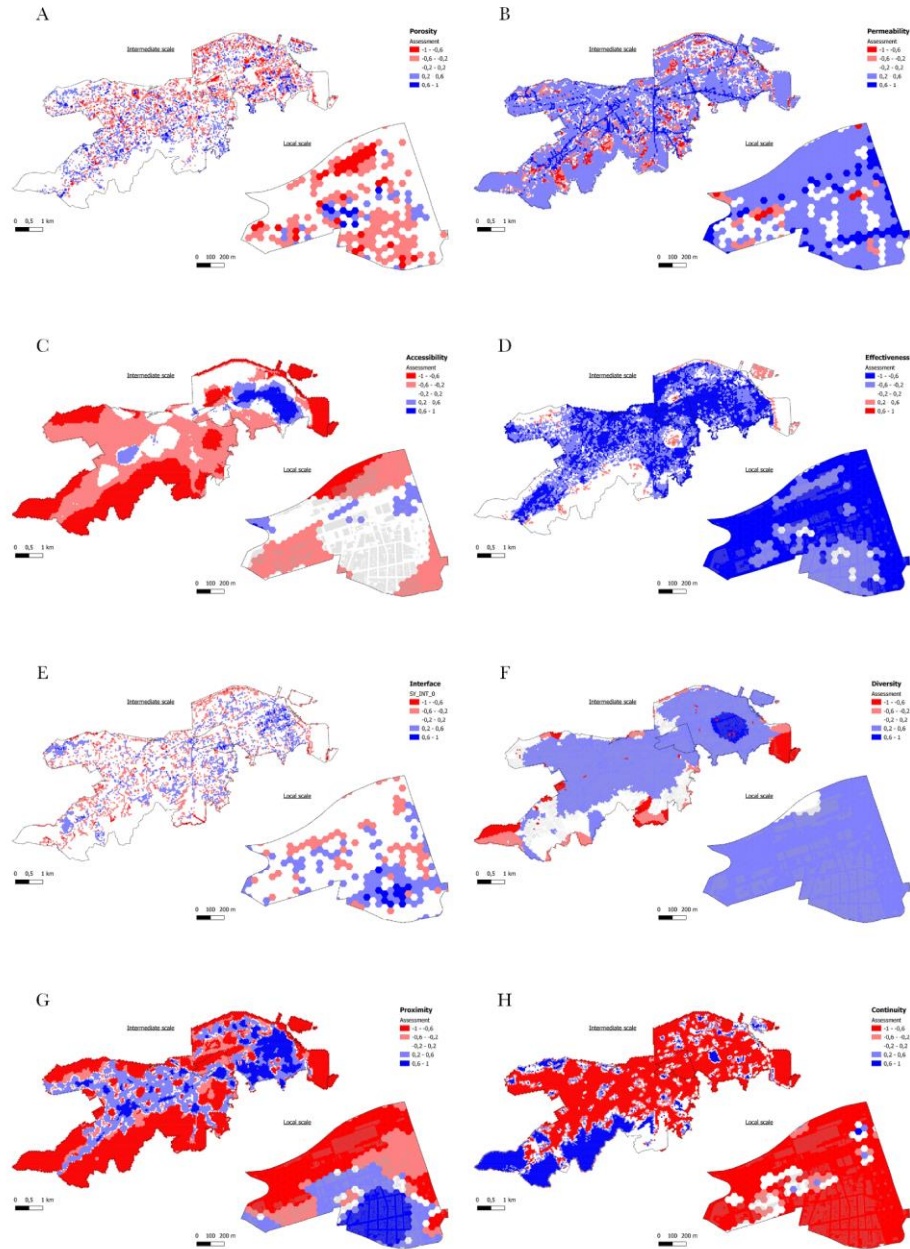 A
Intermediate scale
Porosity
Assessment
-1 - -0,6
-0,6 - -0,2
-0,2 - 0,2
0,2 - 0,6
0,6 - 1
Local scale
0 0,5 1 km
0 100 200 m
B
Intermediate scale
Permeability
Assessment
-1 - -0,6
-0,6 - -0,2
-0,2 - 0,2
0,2 - 0,6
0,6 - 1
Local scale
0 0,5 1 km
0 100 200 m
C
Intermediate scale
Accessibility
Assessment
-1 - -0,6
-0,6 - -0,2
-0,2 - 0,2
0,2 - 0,6
0,6 - 1
Local scale
0 0,5 1 km
0 100 200 m
D
Intermediate scale
Effectiveness
Assessment
-1 - -0,6
-0,6 - -0,2
-0,2 - 0,2
0,2 - 0,6
0,6 - 1
Local scale
0 0,5 1 km
0 100 200 m
E
Intermediate scale
Interface
SY_INT_0
-1 - -0,6
-0,6 - -0,2
-0,2 - 0,2
0,2 - 0,6
0,6 - 1
Local scale
0 0,5 1 km
0 100 200 m
F
Intermediate scale
Diversity
Assessment
-1 - -0,6
-0,6 - -0,2
-0,2 - 0,2
0,2 - 0,6
0,6 - 1
Local scale
0 0,5 1 km
0 100 200 m
G
Intermediate scale
Proximity
Assessment
-1 - -0,6
-0,6 - -0,2
-0,2 - 0,2
0,2 - 0,6
0,6 - 1
Local scale
0 0,5 1 km
0 100 200 m
H
Intermediate scale
Continuity
Assessment
-1 - -0,6
-0,6 - -0,2
-0,2 - 0,2
0,2 - 0,6
0,6 - 1
Local scale
0 0,5 1 km
0 100 200 m